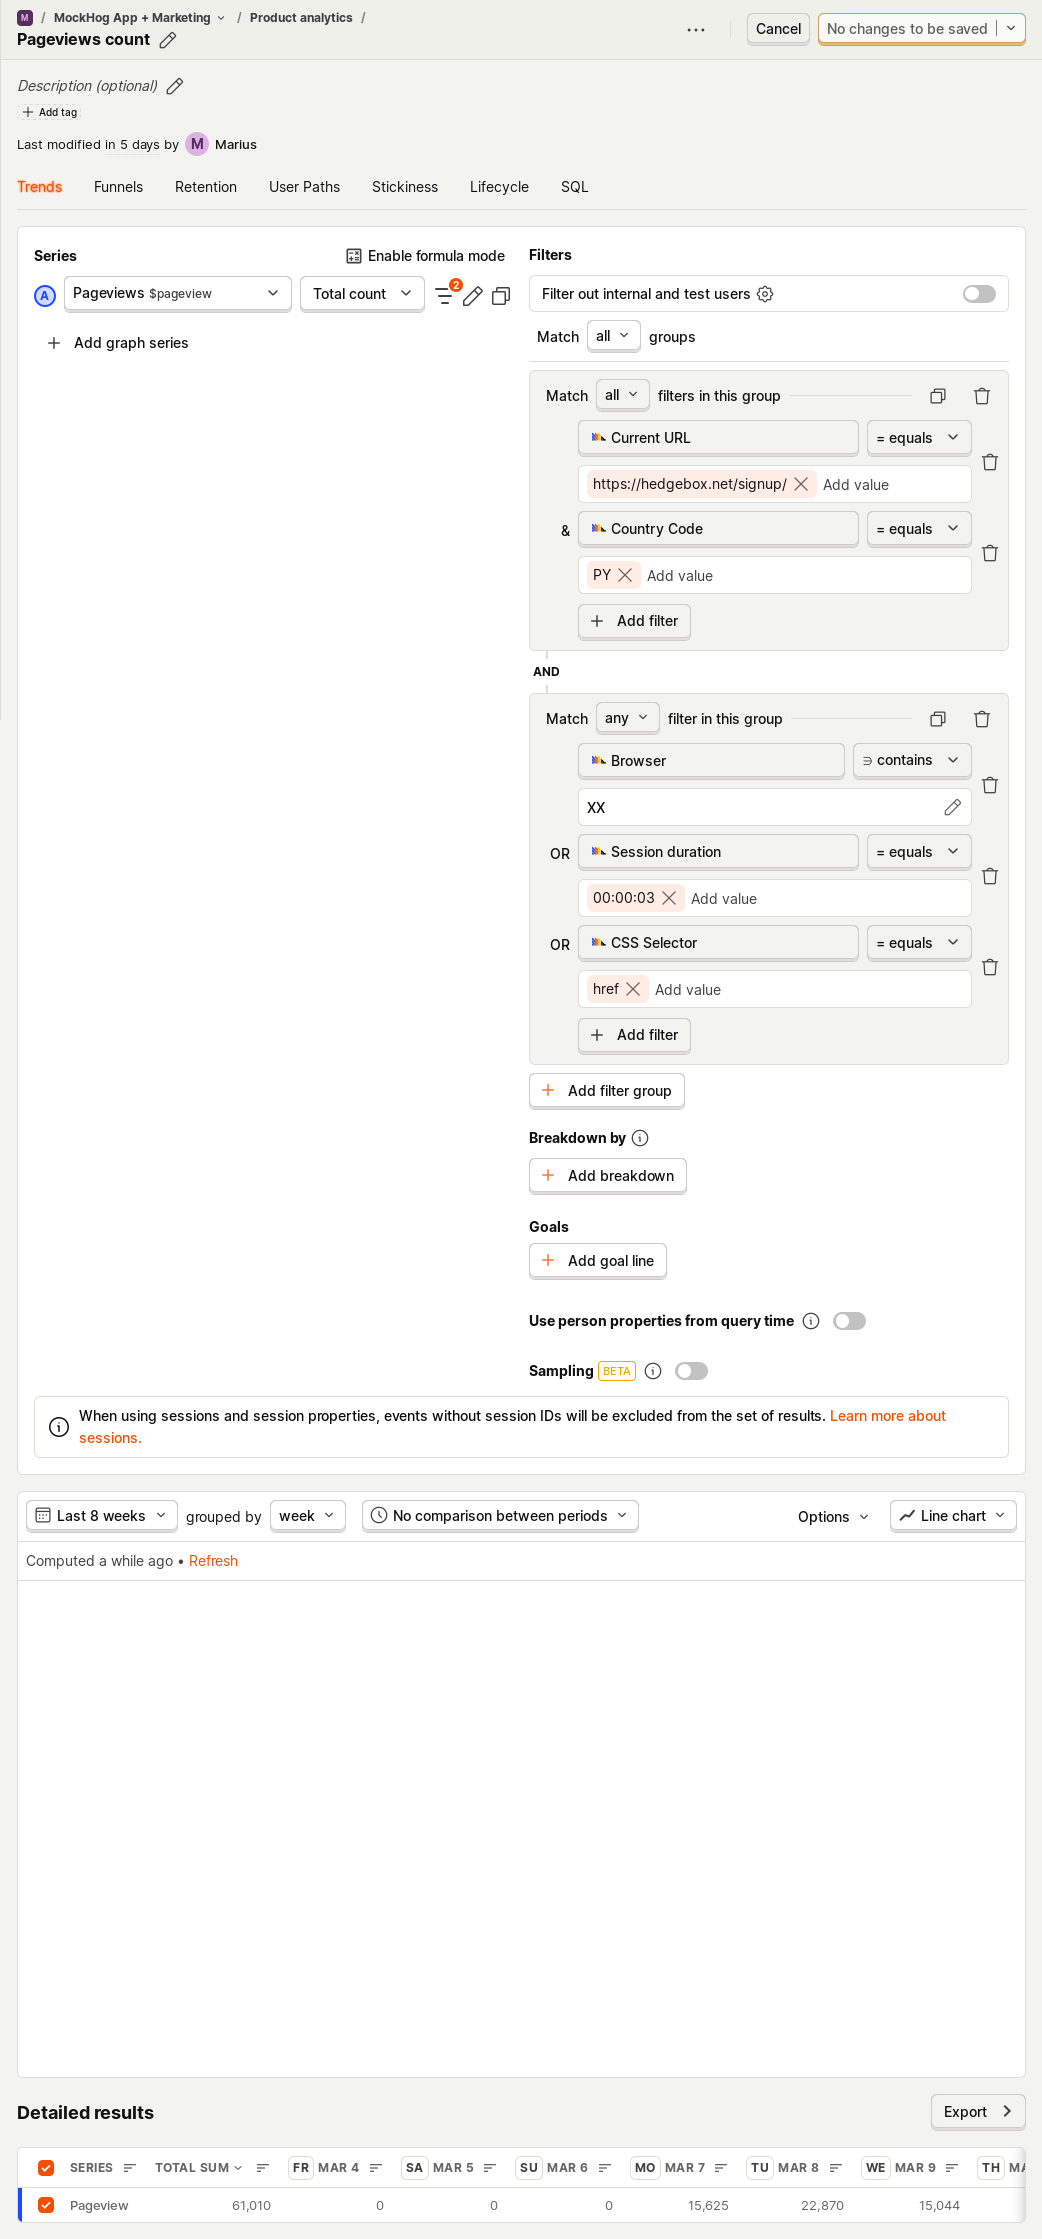 M / MockHog App + Marketing / Product analytics /
Pageviews count
Cancel
No changes to be saved
Description (optional)
Add tag
Last modified in 5 days by M Marius
Trends Funnels Retention User Paths Stickiness Lifecycle SQL
Series
Enable formula mode
A Pageviews $pageview Total count 2
Add graph series
Filters
Filter out internal and test users
Match all groups
Match all filters in this group
Current URL = equals
https://hedgebox.net/signup/ Add value
& Country Code = equals
PY Add value
Add filter
AND
Match any filter in this group
Browser ∋ contains
XX
OR Session duration = equals
00:00:03 Add value
OR CSS Selector = equals
href Add value
Add filter
Add filter group
Breakdown by
Add breakdown
Goals
Add goal line
Use person properties from query time
Sampling BETA
When using sessions and session properties, events without session IDs will be excluded from the set of results. Learn more about
sessions.
Last 8 weeks grouped by week No comparison between periods Options Line chart
Computed a while ago • Refresh
Detailed results
Export
SERIES TOTAL SUM FR MAR 4 SA MAR 5 SU MAR 6 MO MAR 7 TU MAR 8 WE MAR 9 TH
Pageview 61,010 0 0 0 15,625 22,870 15,044